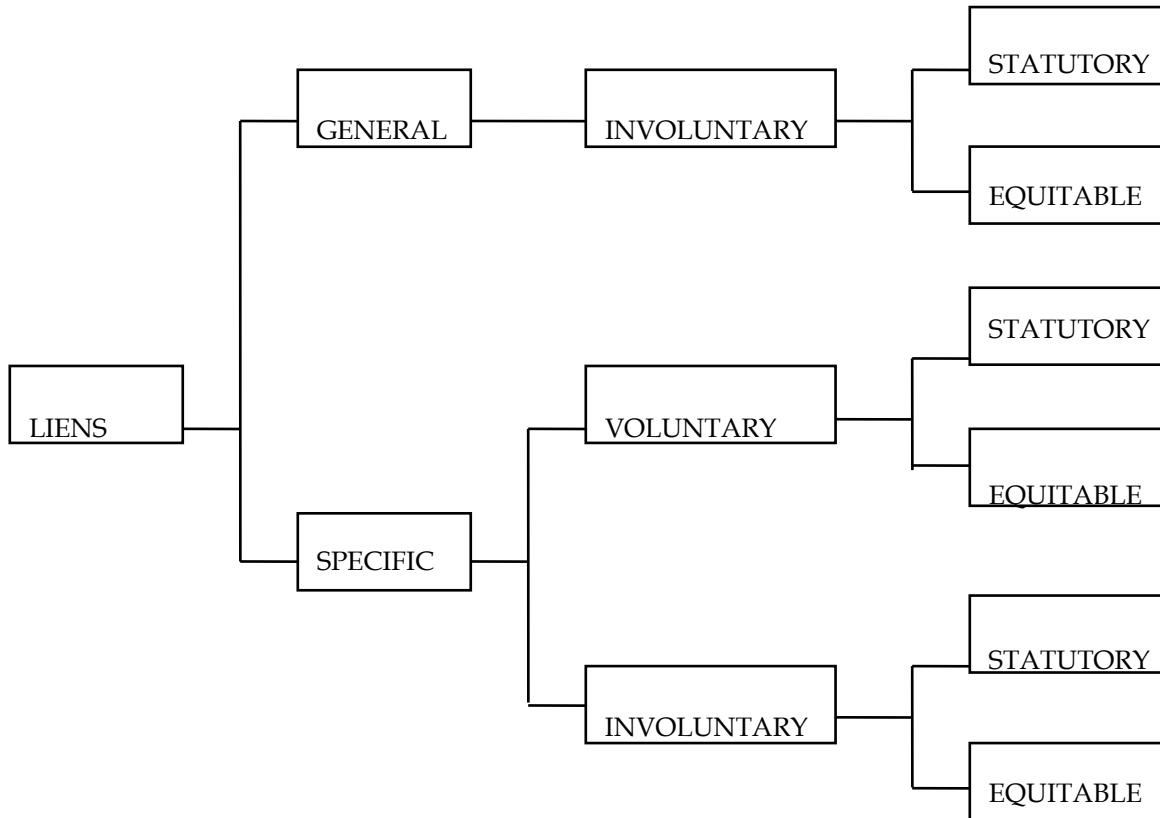 STATUTORY
GENERAL
INVOLUNTARY
EQUITABLE
STATUTORY
LIENS
VOLUNTARY
EQUITABLE
SPECIFIC
STATUTORY
INVOLUNTARY
EQUITABLE